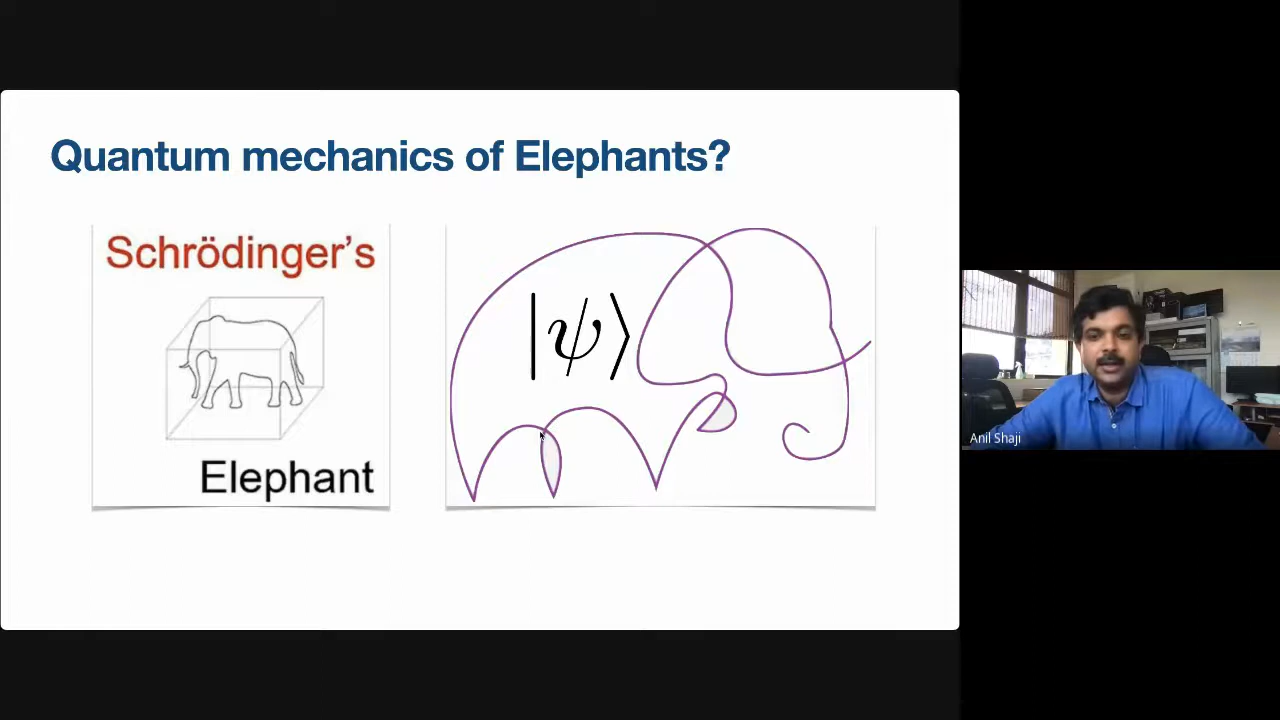 Quantum mechanics of Elephants?
Schrödinger's
Elephant
|ψ⟩
Anil Shaji